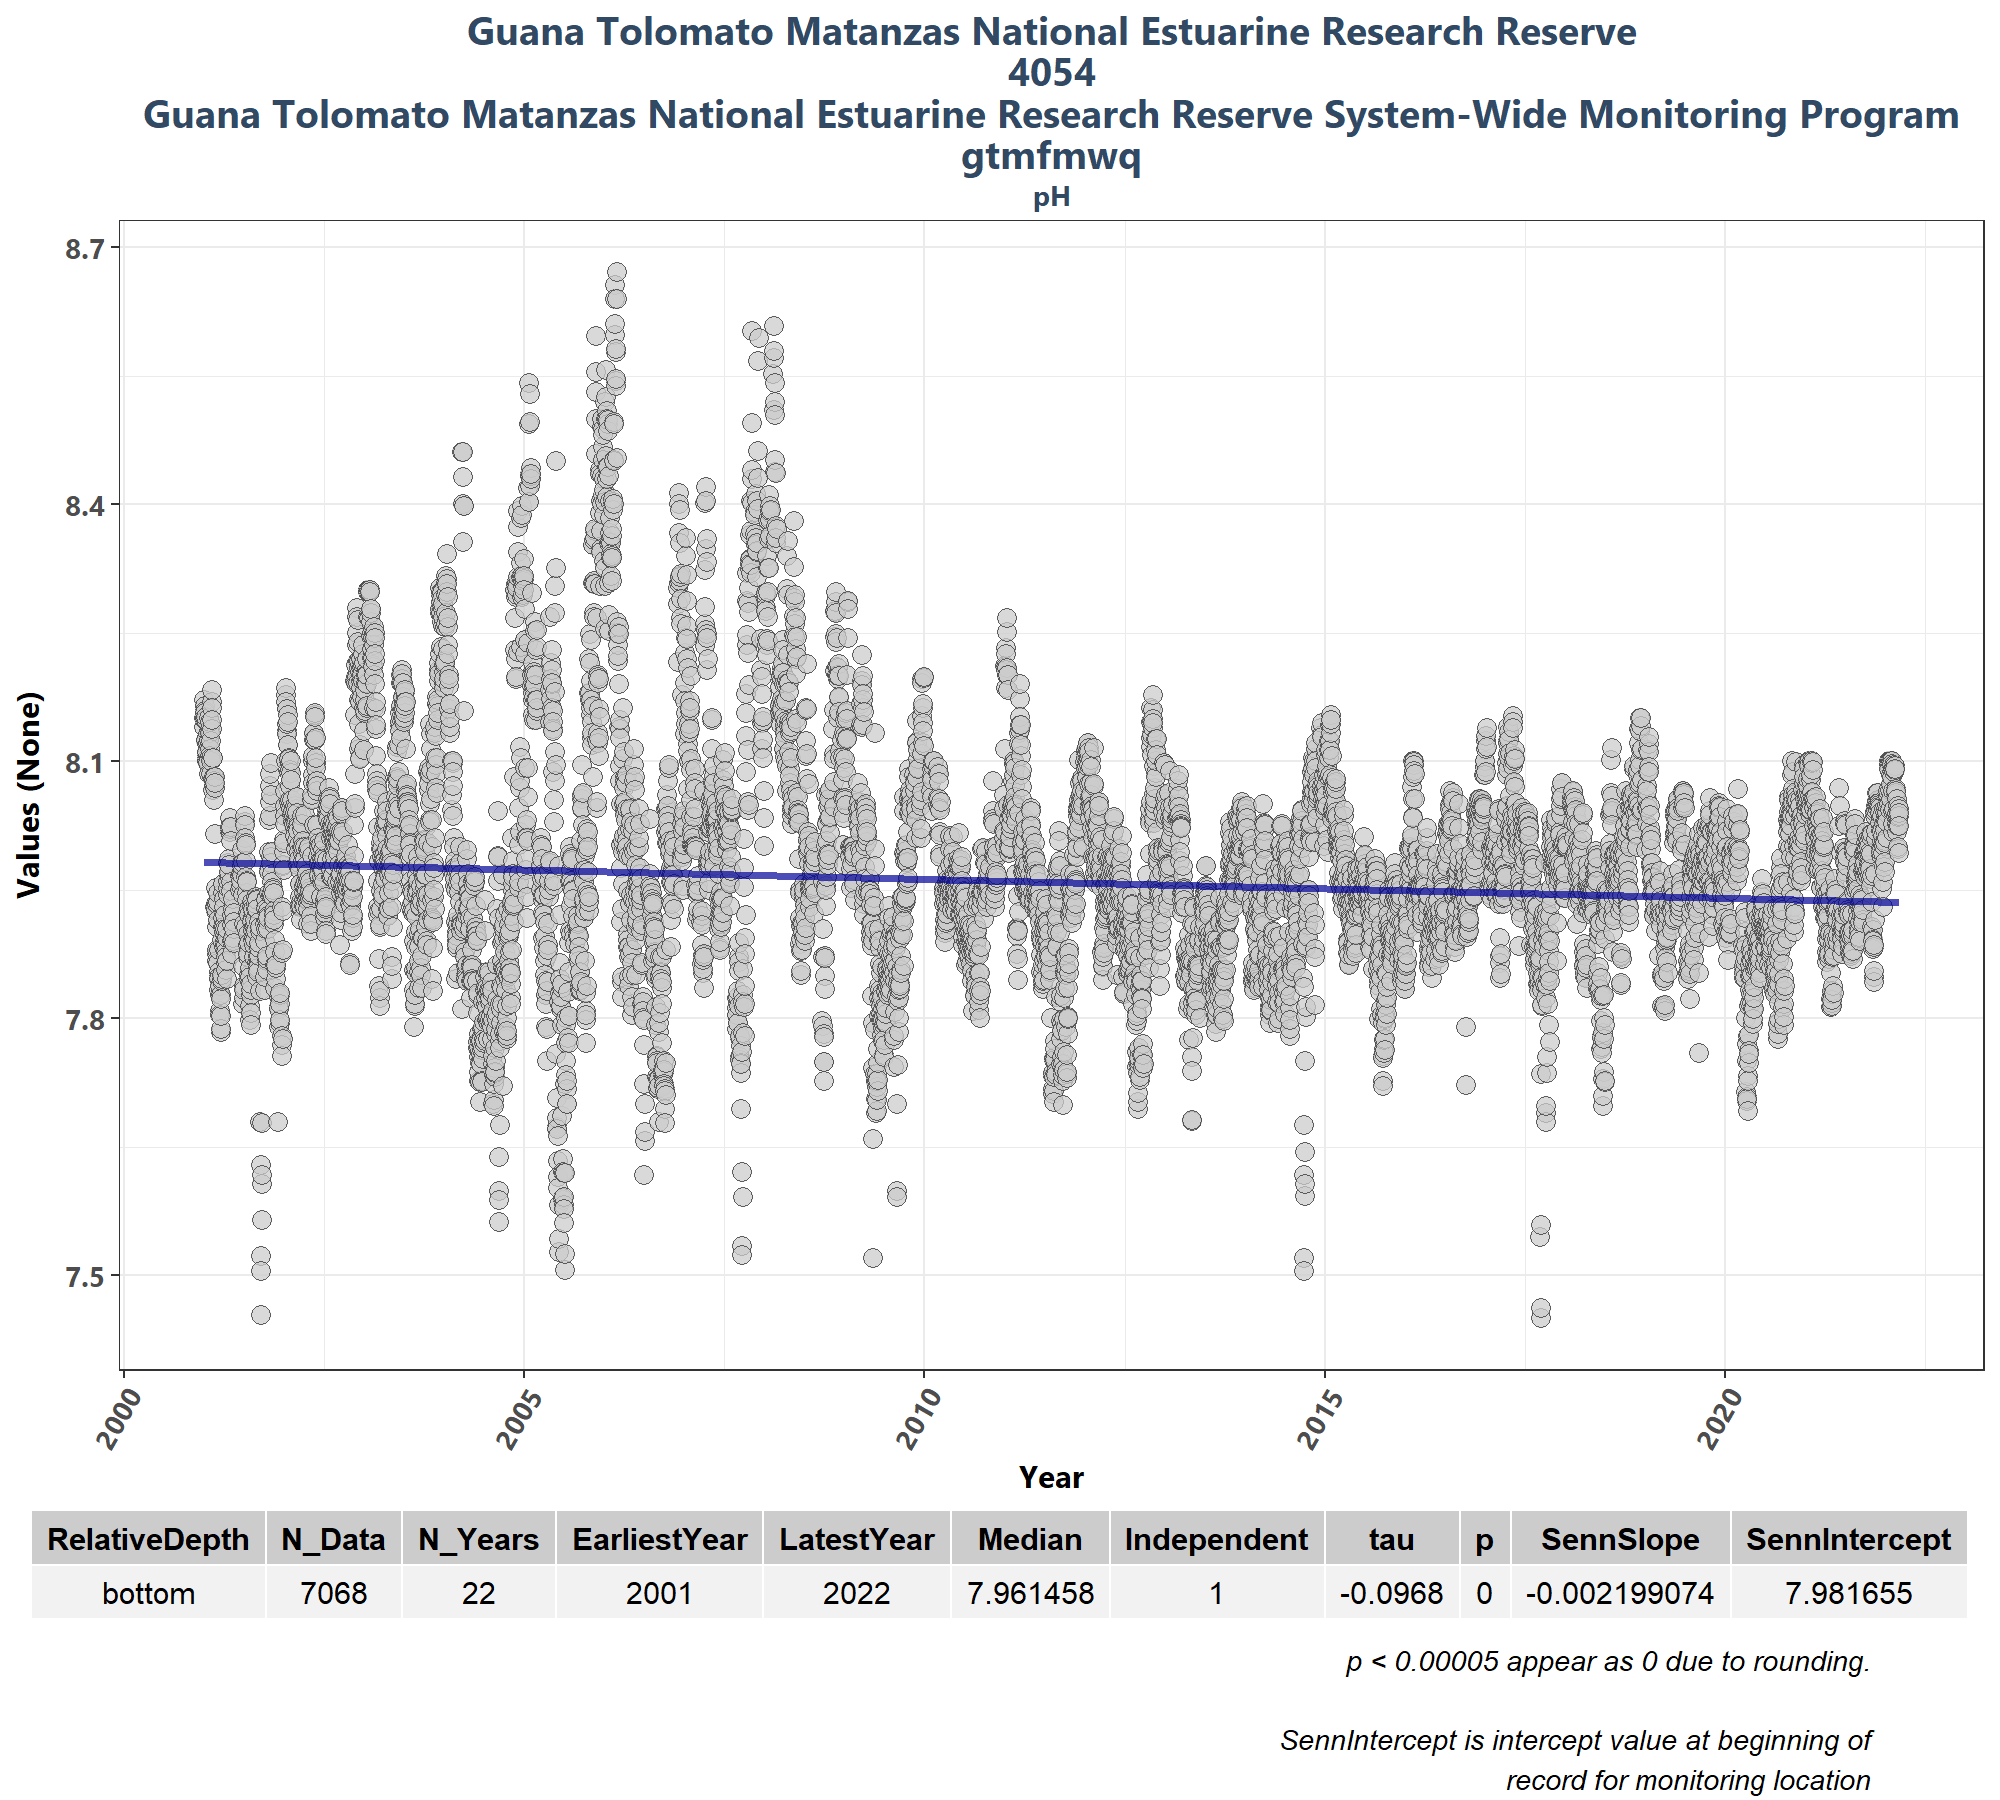 Guana Tolomato Matanzas National Estuarine Research Reserve
4054
Guana Tolomato Matanzas National Estuarine Research Reserve System-Wide Monitoring Program
gtmfmwq
pH
8.7
8.4
8.1
7.8
7.5
Values (None)
2000 2005 2010 2015 2020
Year
RelativeDepth N_Data N_Years EarliestYear LatestYear Median Independent tau p SennSlope SennIntercept
bottom 7068 22 2001 2022 7.961458 1 -0.0968 0 -0.002199074 7.981655
p < 0.00005 appear as 0 due to rounding.
SennIntercept is intercept value at beginning of
record for monitoring location